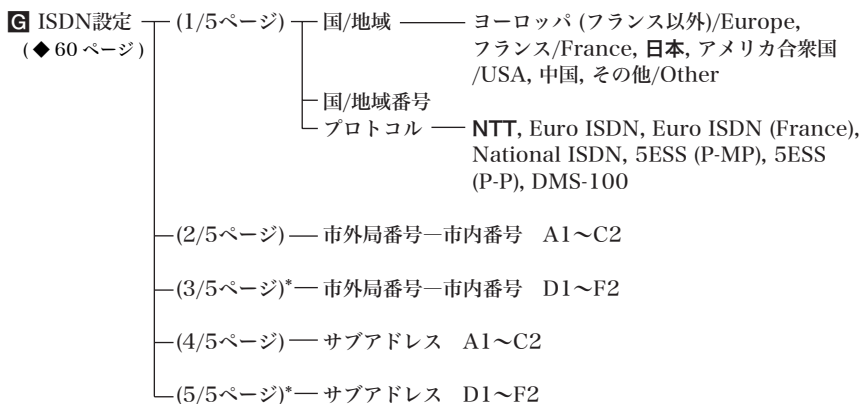 G ISDN設定 (1/5ページ) 国/地域 ヨーロッパ (フランス以外)/Europe,
(◆ 60 ページ) フランス/France, 日本, アメリカ合衆国
/USA, 中国, その他/Other
国/地域番号
プロトコル NTT, Euro ISDN, Euro ISDN (France),
National ISDN, 5ESS (P-MP), 5ESS
(P-P), DMS-100
(2/5ページ) 市外局番号―市内番号 A1〜C2
(3/5ページ)* 市外局番号―市内番号 D1〜F2
(4/5ページ) サブアドレス A1〜C2
(5/5ページ)* サブアドレス D1〜F2